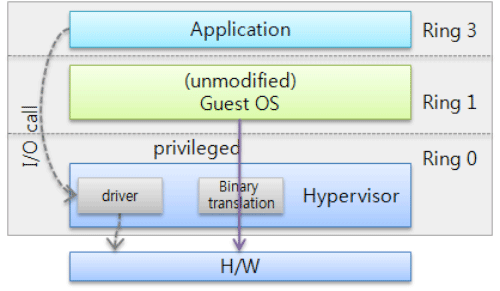 Application
Ring 3
(unmodified)
Guest OS
Ring 1
I/O call
privileged
Ring 0
driver
Binary
translation
Hypervisor
H/W